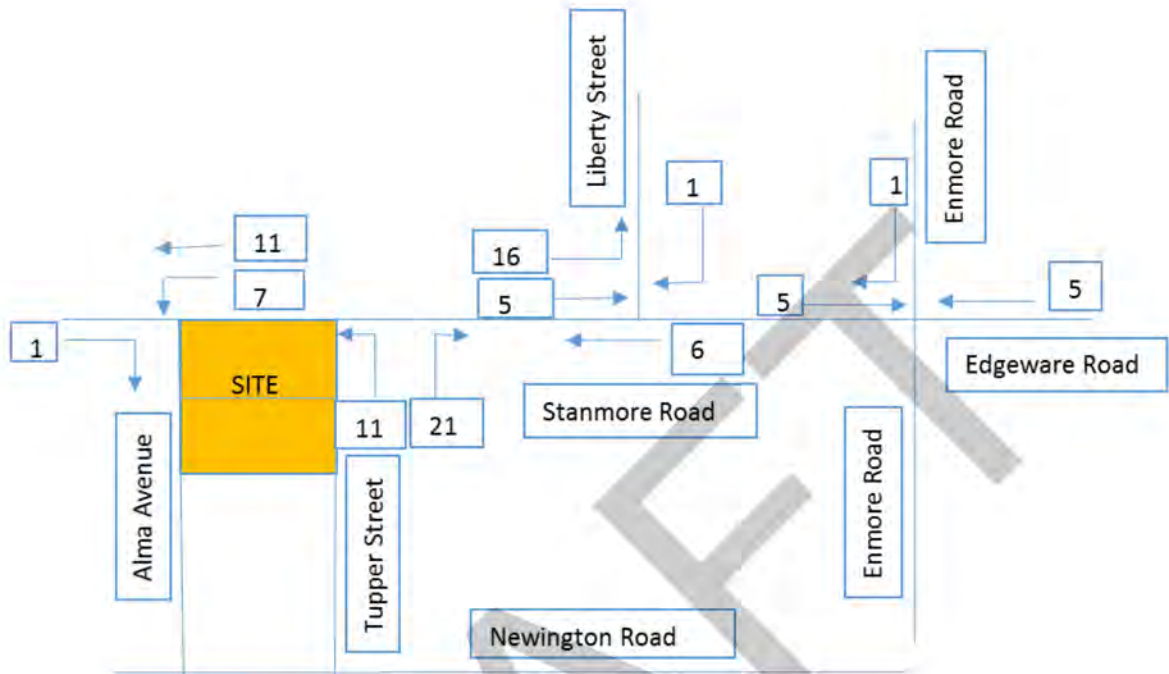 Liberty Street
Enmore Road
1
1
11
16
7
5
5
5
1
6
Edgeware Road
SITE
Stanmore Road
11
21
Alma Avenue
Tupper Street
Enmore Road
Newington Road